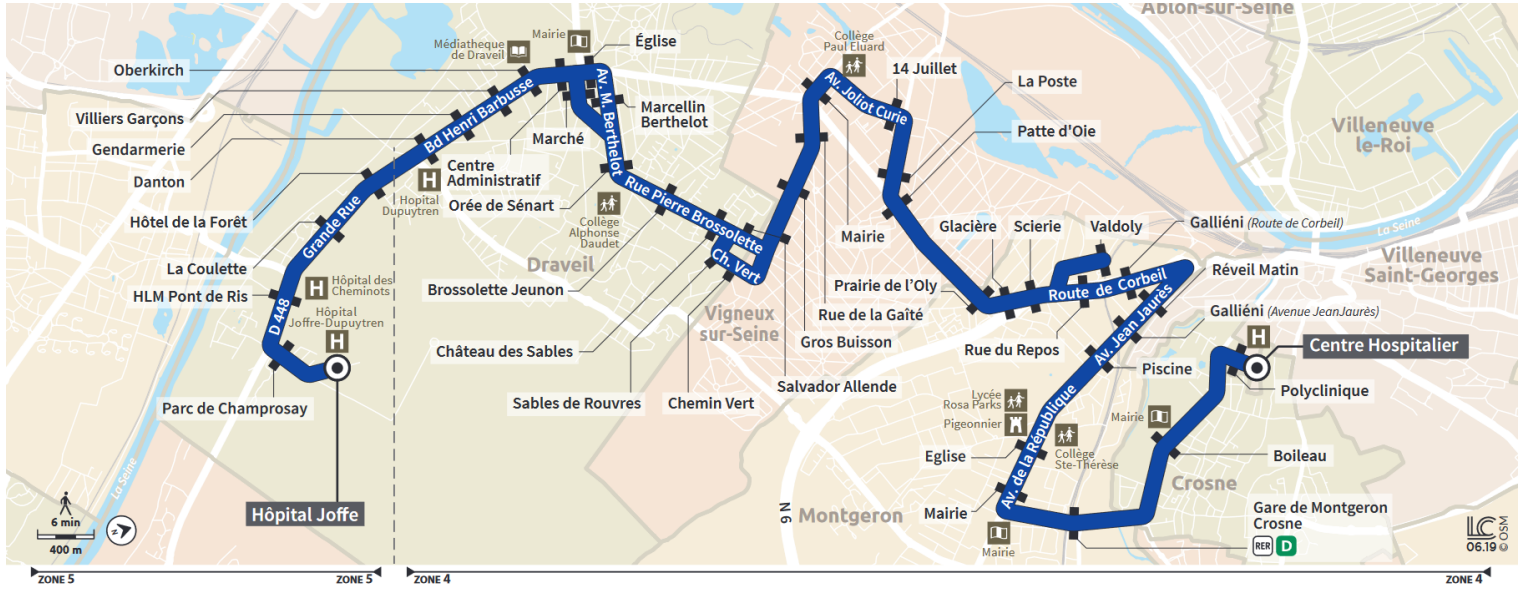 Ablon-sur-Seine
Collège
Paul Eluard
Mairie
Église
Médiatheque
de Draveil
Oberkirch
14 Juillet
La Poste
Av. Joliot Curie
Av. M. Berthelot
Bd Henri Barbusse
Marcellin
Berthelot
Villiers Garçons
Villeneuve
le-Roi
Patte d'Oie
Marché
Gendarmerie
Centre
Administratif
Danton
Hopital
Dupuytren
Orée de Sénart
Rue Pierre Brossolette
Hôtel de la Forêt
Grande Rue
Collège
Alphonse
Daudet
Mairie
Glacière
Scierie
Valdoly
Galliéni (Route de Corbeil)
La Seine
Villeneuve
Saint-Georges
Ch. Vert
Draveil
La Coulette
Réveil Matin
Route de Corbeil
Hôpital des
Cheminots
HLM Pont de Ris
Brossolette Jeunon
Prairie de l'Oly
Rue de la Gaîté
Galliéni (Avenue JeanJaurès)
Hôpital
Joffre-Dupuytren
D 448
Vigneux
sur-Seine
Av. Jean Jaurès
Gros Buisson
Rue du Repos
Centre Hospitalier
Château des Sables
Piscine
Salvador Allende
Polyclinique
Parc de Champrosay
Sables de Rouvres
Chemin Vert
Lycée
Rosa Parks
Pigeonnier
Mairie
Av. de la République
Eglise
Collège
Ste-Thérèse
Boileau
La Seine
Crosne
6 min
400 m
N
Hôpital Joffe
N 6
Montgeron
Mairie
Mairie
Gare de Montgeron
Crosne
RER D
LC
06.19 © OSM
ZONE 5
ZONE 5
ZONE 4
ZONE 4